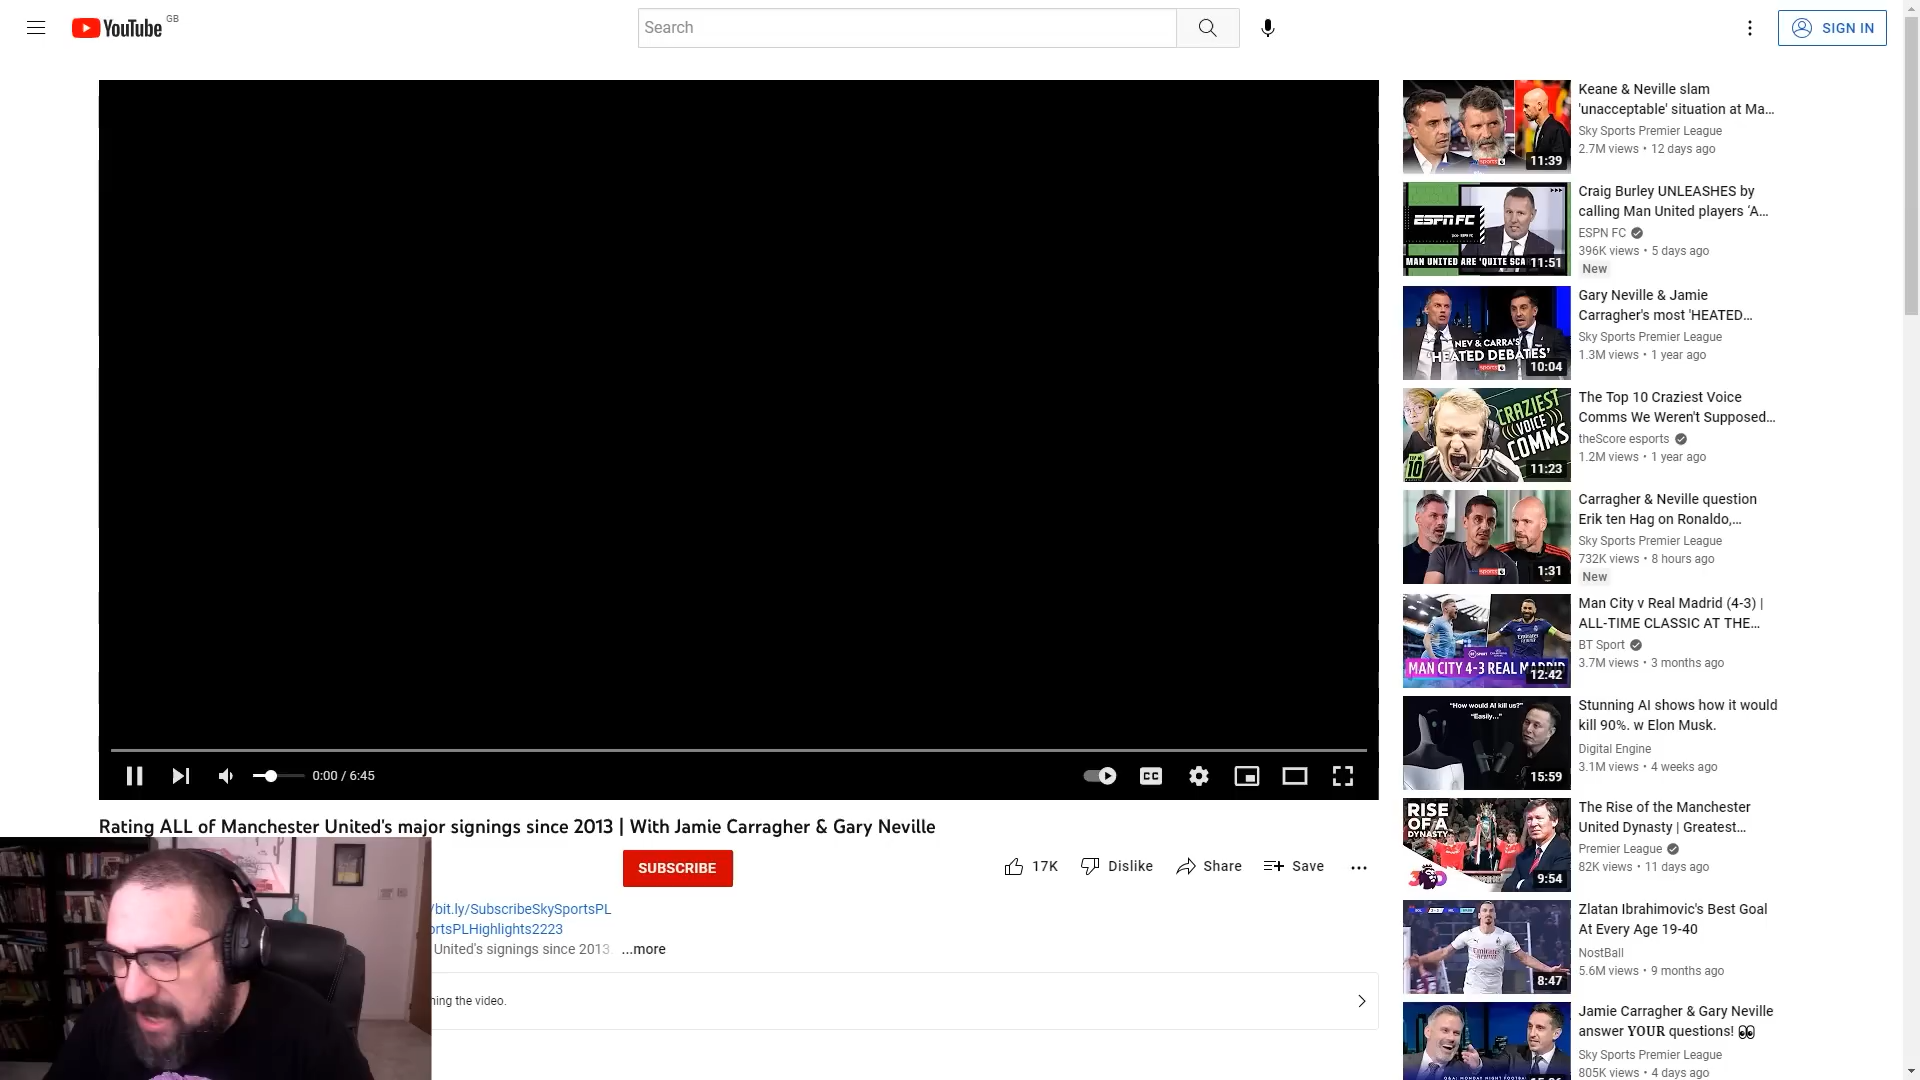 YouTube GB
Search
SIGN IN
0:00 / 6:45
CC
Rating ALL of Manchester United's major signings since 2013 | With Jamie Carragher & Gary Neville
SUBSCRIBE
17K
Dislike
Share
Save
/bit.ly/SubscribeSkySportsPL
ortsPLHighlights2223
United's signings since 2013 ...more
the video.
11:39
Keane & Neville slam
'unacceptable' situation at Ma...
Sky Sports Premier League
2.7M views • 12 days ago
ESPN FC
MAN UNITED ARE 'QUITE SCA
11:51
Craig Burley UNLEASHES by
calling Man United players 'A...
ESPN FC
396K views • 5 days ago
New
NEV & CARRA'S
'HEATED DEBATES'
10:04
Gary Neville & Jamie
Carragher's most 'HEATED...
Sky Sports Premier League
1.3M views • 1 year ago
CRAZIEST
VOICE
COMMS
10
11:23
The Top 10 Craziest Voice
Comms We Weren't Supposed...
theScore esports
1.2M views • 1 year ago
1:31
Carragher & Neville question
Erik ten Hag on Ronaldo,...
Sky Sports Premier League
732K views • 8 hours ago
New
MAN CITY 4-3 REAL MADRID
12:42
Man City v Real Madrid (4-3) |
ALL-TIME CLASSIC AT THE...
BT Sport
3.7M views • 3 months ago
"How would AI kill us?"
"Easily..."
15:59
Stunning AI shows how it would
kill 90%. w Elon Musk.
Digital Engine
3.1M views • 4 weeks ago
RISE
OF A
DYNASTY
9:54
The Rise of the Manchester
United Dynasty | Greatest...
Premier League
82K views • 11 days ago
8:47
Zlatan Ibrahimovic's Best Goal
At Every Age 19-40
NostBall
5.6M views • 9 months ago
Jamie Carragher & Gary Neville
answer YOUR questions! 👀
Sky Sports Premier League
805K views • 4 days ago